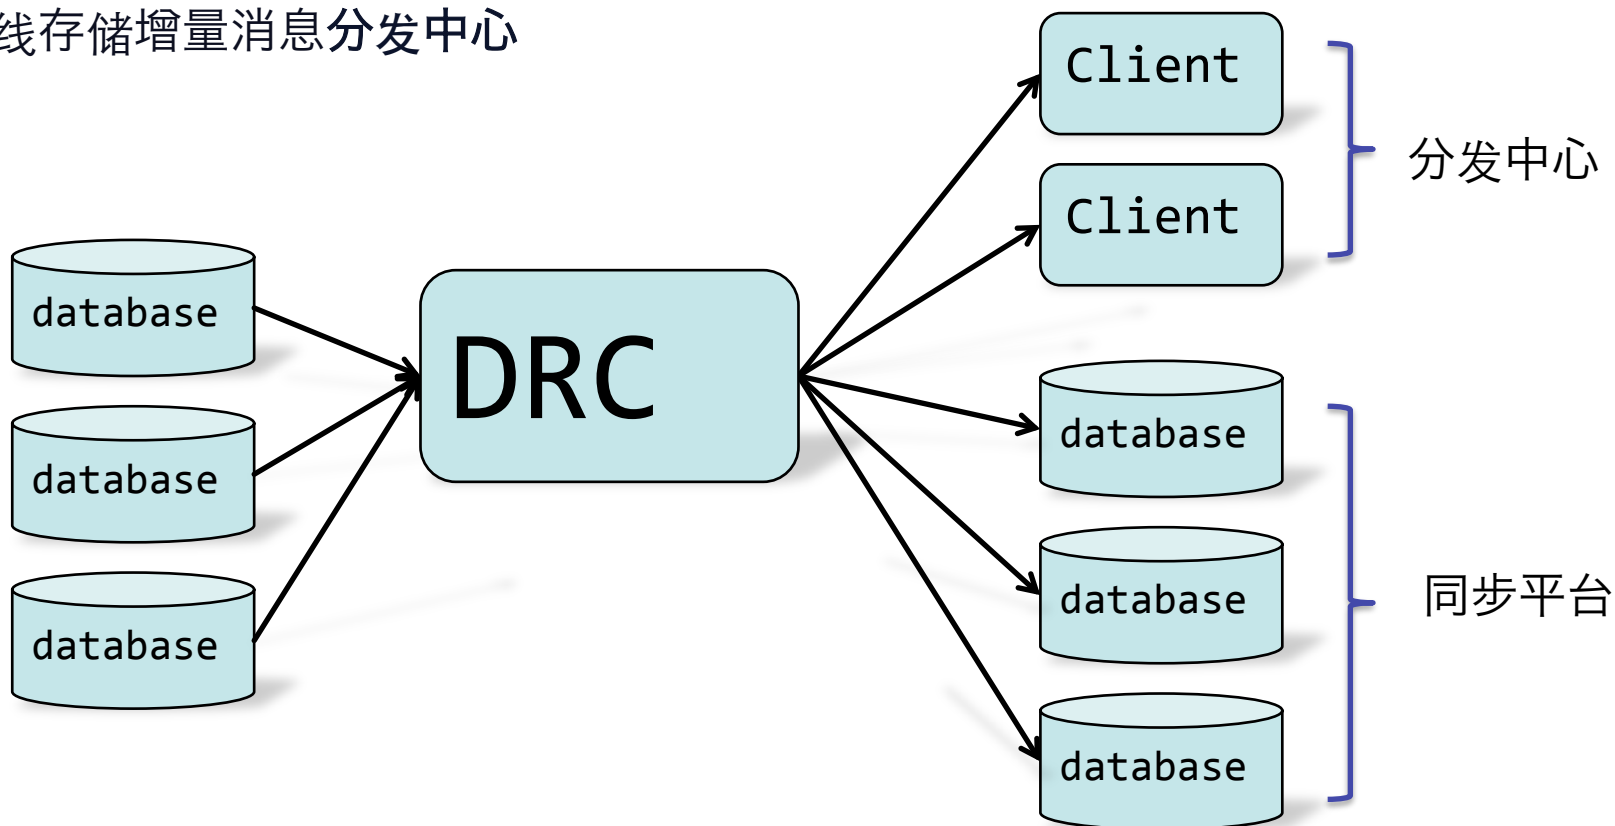 线存储增量消息分发中心
Client
Client
分发中心
database
database
database
DRC
database
database
database
同步平台